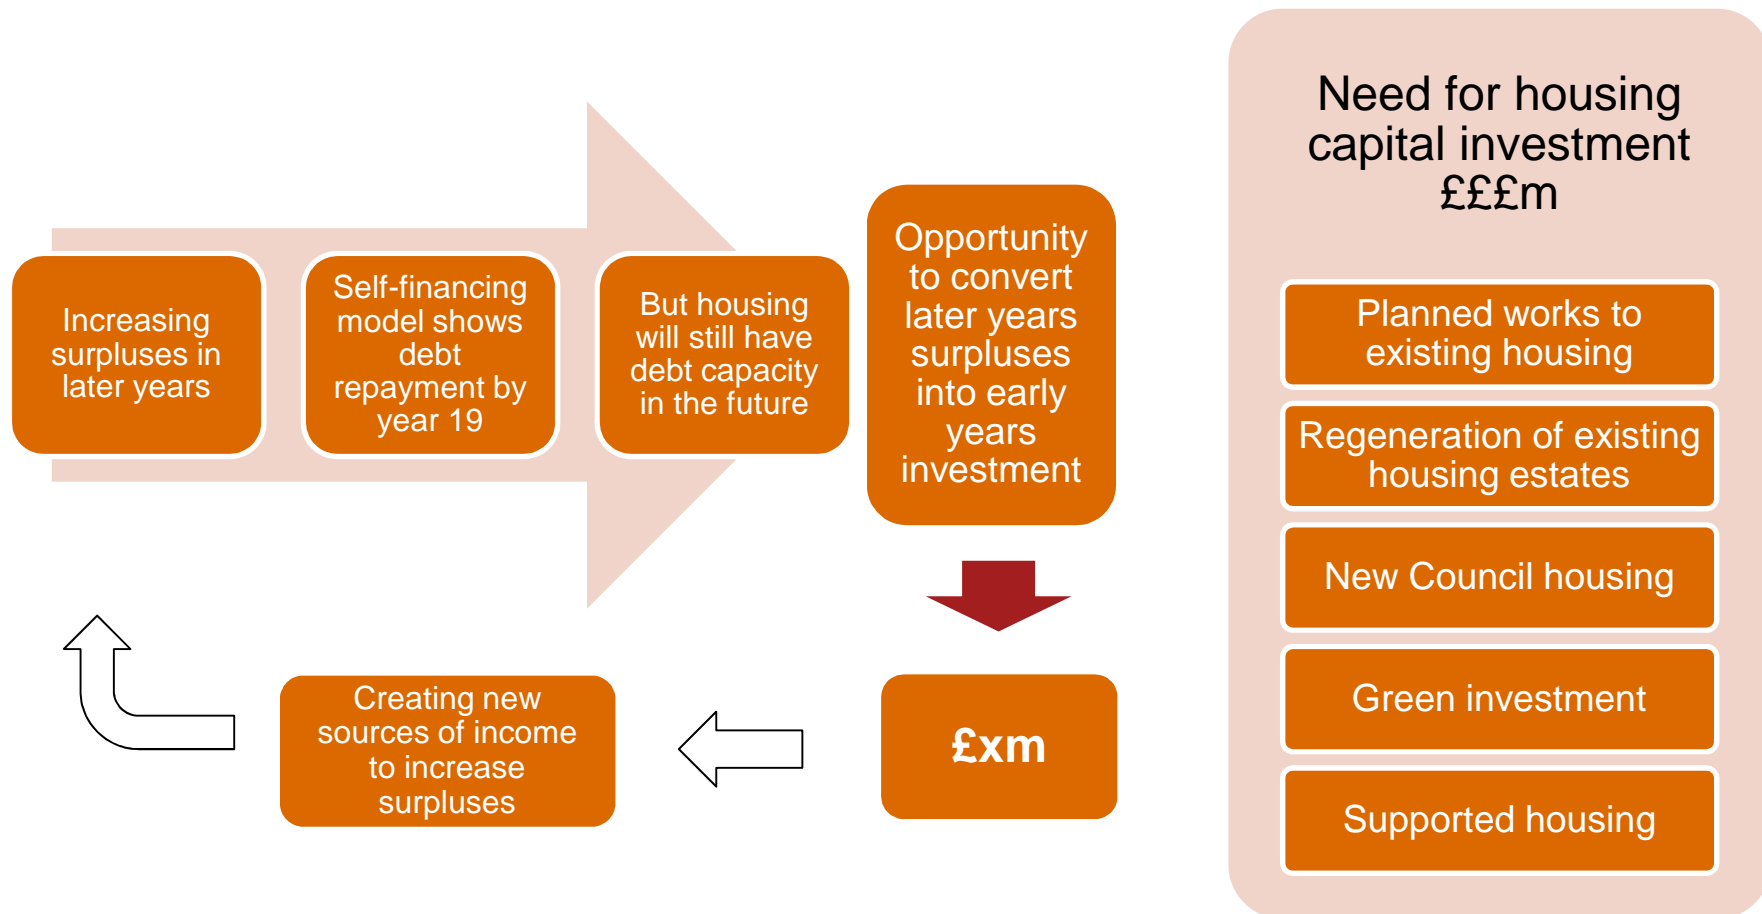 Increasing
surpluses in
later years
Self-financing
model shows
debt
repayment by
year 19
But housing
will still have
debt capacity
in the future
Opportunity
to convert
later years
surpluses
into early
years
investment
£xm
Creating new
sources of income
to increase
surpluses
Need for housing
capital investment
£££m
Planned works to
existing housing
Regeneration of existing
housing estates
New Council housing
Green investment
Supported housing